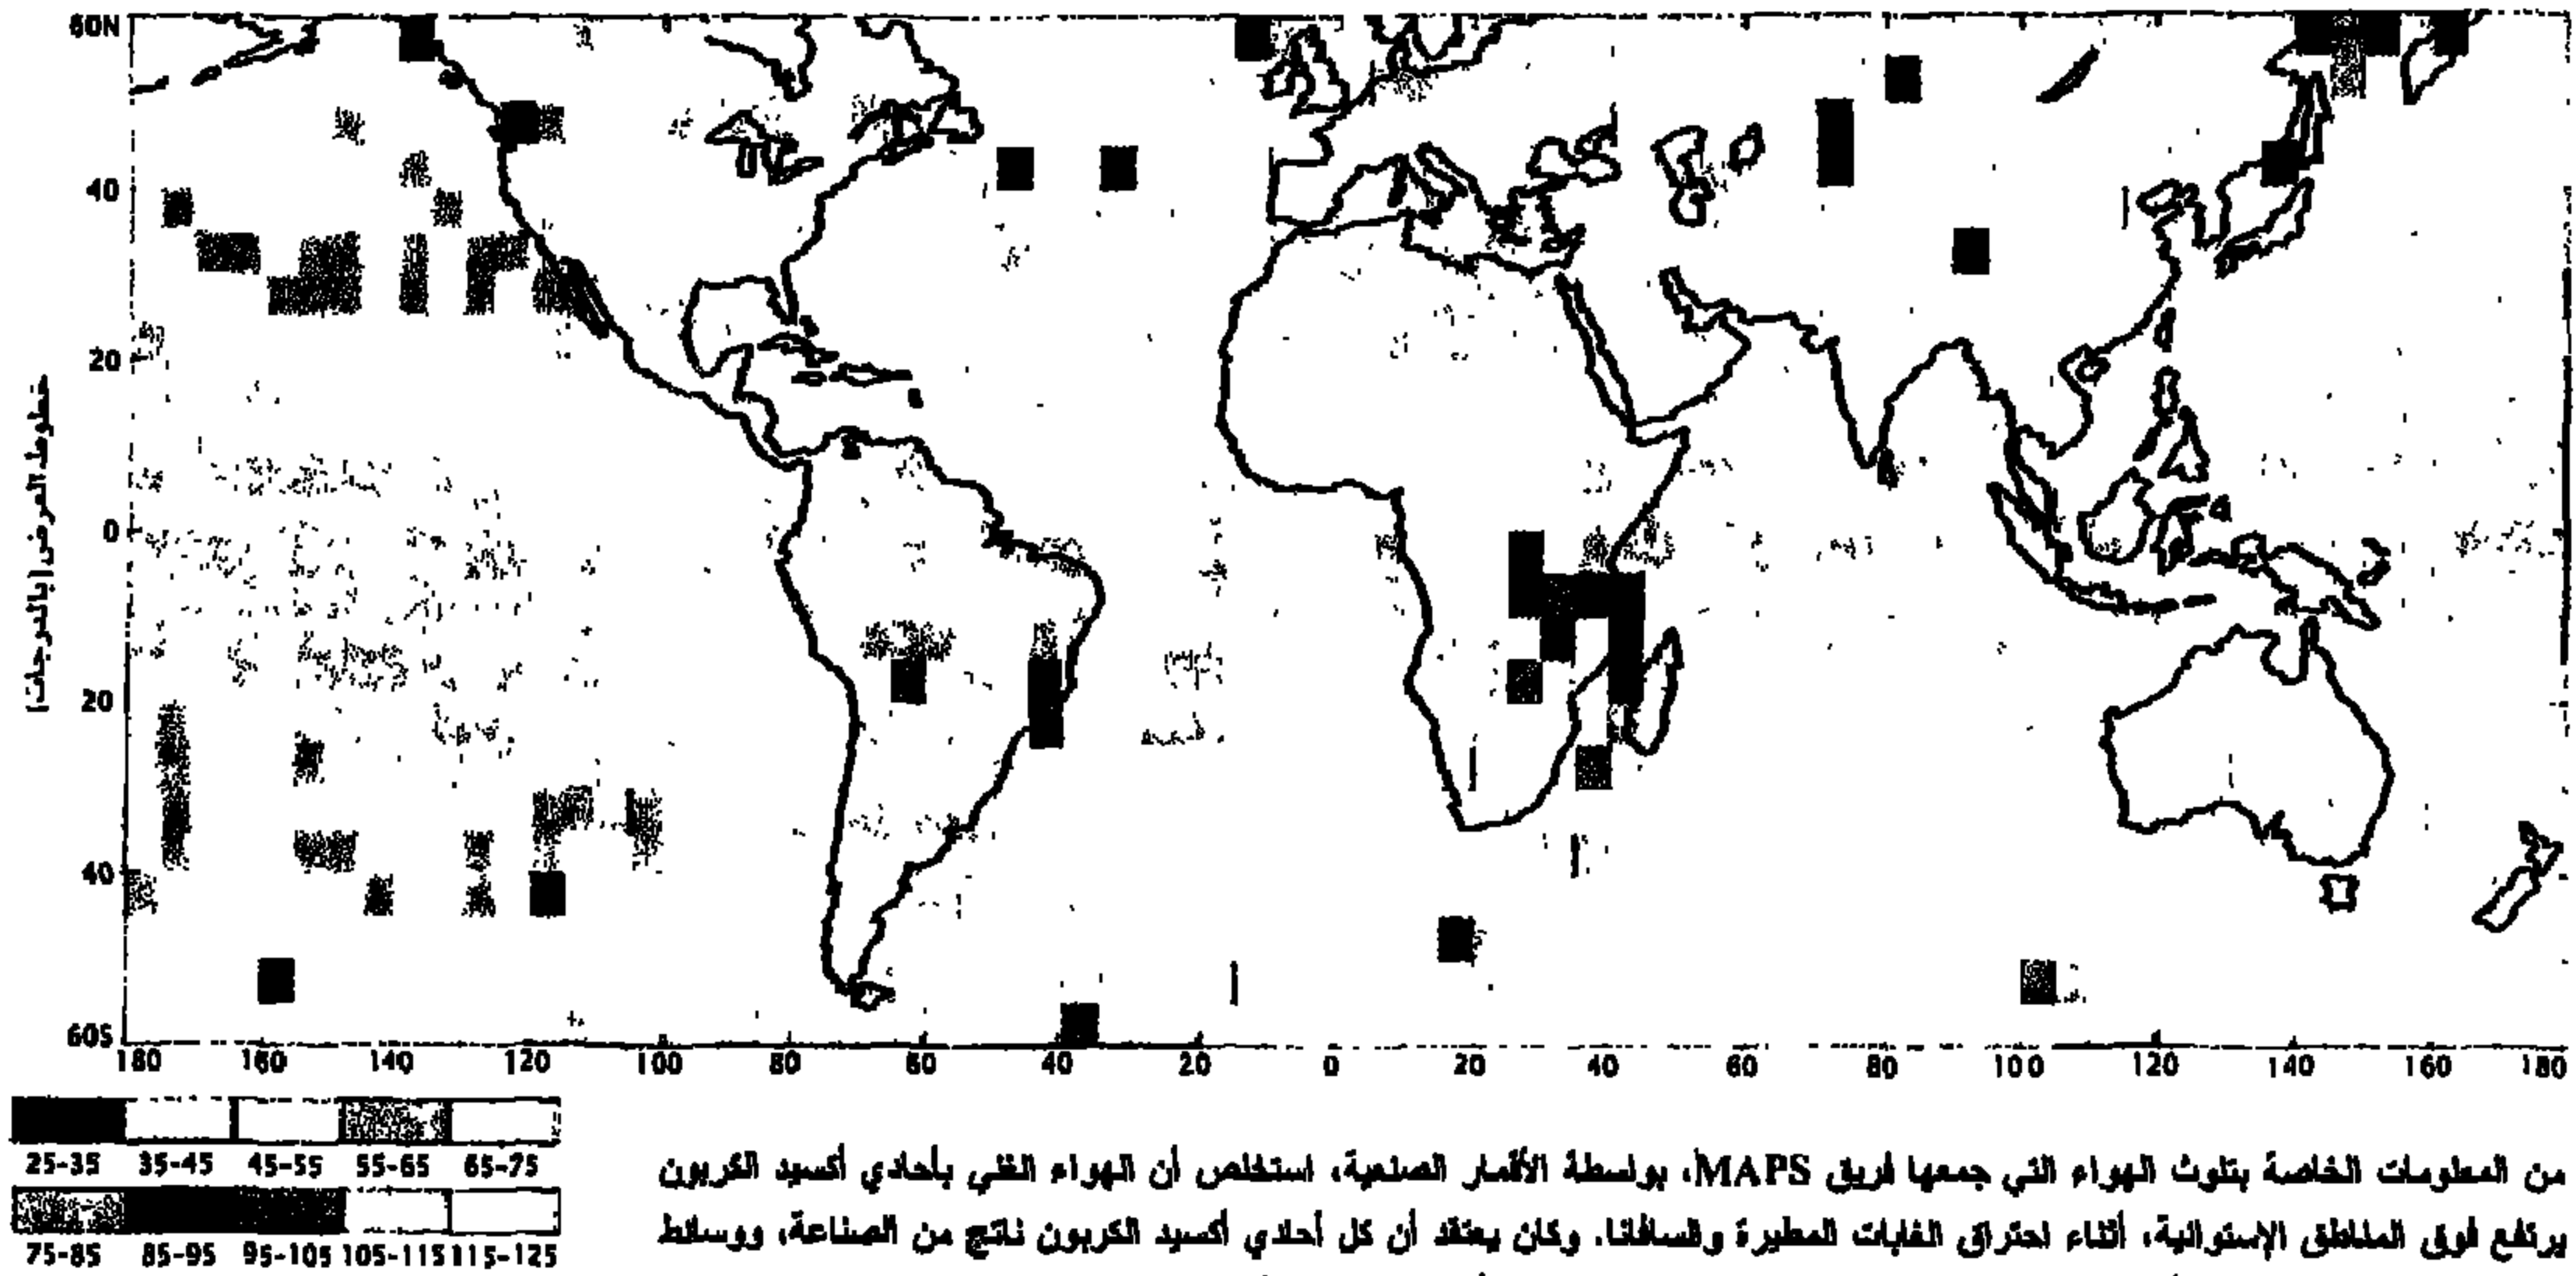 60N
40
20
0
20
40
60S
خطوط العرض (بالدرجات)
180 160 140 120 100 80 60 40 20 0 20 40 60 80 100 120 140 160 180
25-35 35-45 45-55 55-65 65-75
75-85 85-95 95-105 105-115 115-125
من المعلومات الخاصة بتلوث الهواء التي جمعها فريق MAPS، بواسطة الأقمار الصنعية، استخلص أن الهواء الغني بأحادي أكسيد الكربون
يرتفع فوق المناطق الإستوائية، أثناء احتراق الغابات المطيرة والسافانا. وكان يعتقد أن كل أحادي أكسيد الكربون ناتج من الصناعة، ووسائط